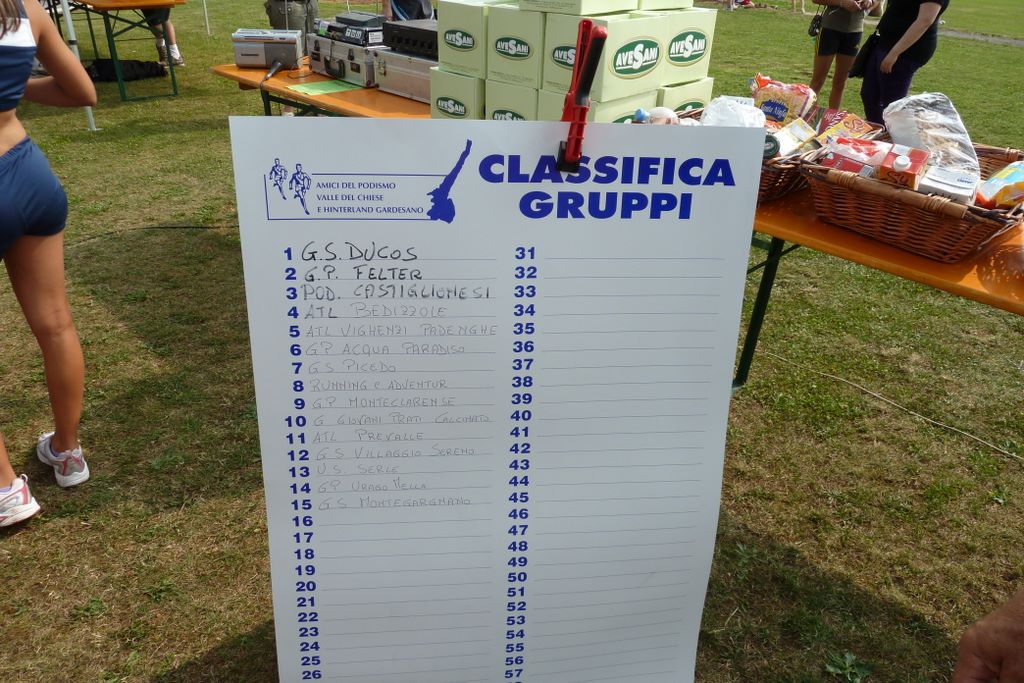 AVESANI AVESANI AVESANI AVESANI
AVESANI
CLASSIFICA
GRUPPI
AMICI DEL PODISMO
VALLE DEL CHIESE
E HINTERLAND GARDESANO
1 G.S. DUCOS
2 G.P. FELTER
3 POD. CASTIGLIONESI
4 ATL BEDIZZOLE
5 ATL VIGHENZI PADENGHE
6 GP ACQUA PARADISO
7 G.S. PICEDO
8 RUNNING e ADVENTUR
9 G.P. MONTECLARENSE
10 G GIOVANI PRATI CALCINATO
11 ATL PREVALLE
12 G S VILLAGGIO SERENO
13 U.S. SERLE
14 GP URAGO MELLA
15 G.S MONTEGARGNANO
16
17
18
19
20
21
22
23
24
25
26
31
32
33
34
35
36
37
38
39
40
41
42
43
44
45
46
47
48
49
50
51
52
53
54
55
56
57